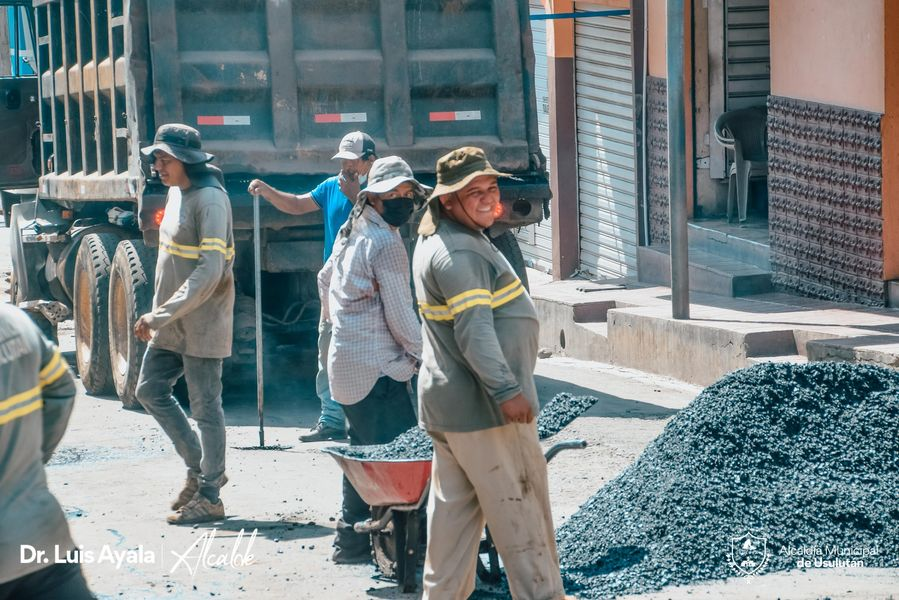 Dr. Luis Ayala | Alcalde
Alcaldía Municipal
de Usulután